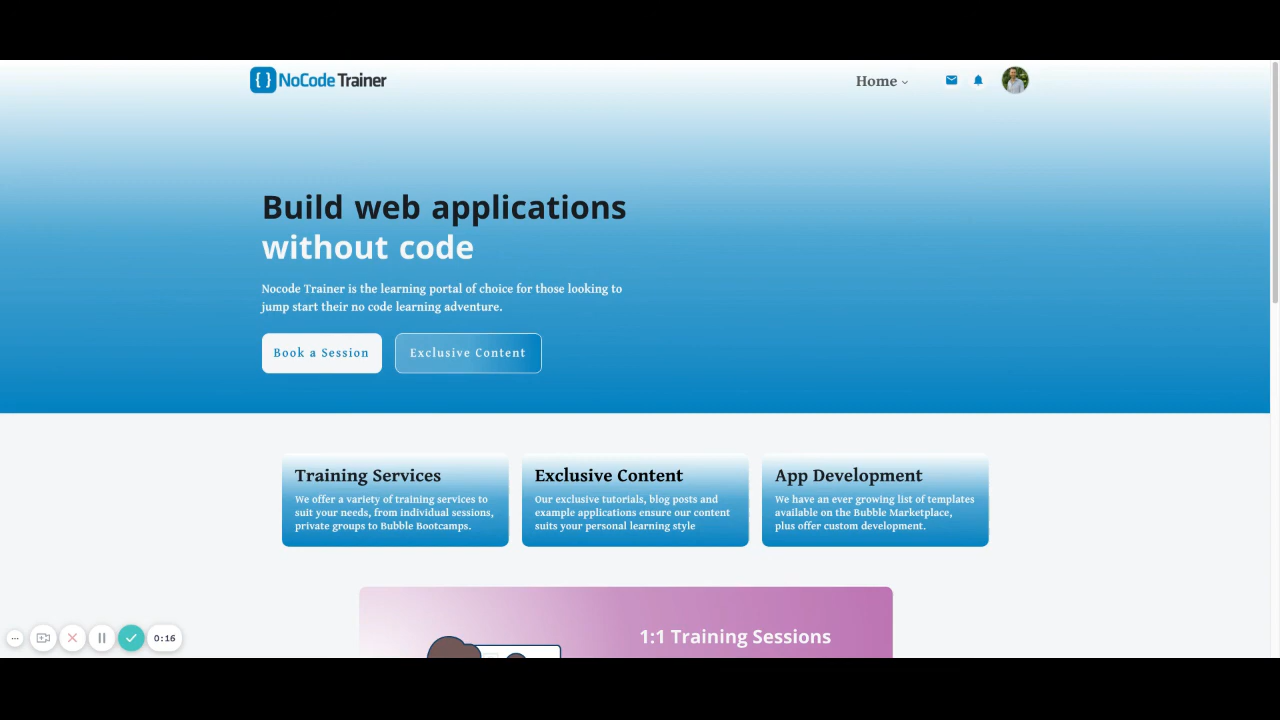 { } NoCode Trainer
Home
Build web applications
without code
Nocode Trainer is the learning portal of choice for those looking to
jump start their no code learning adventure.
Book a Session
Exclusive Content
Training Services
We offer a variety of training services to
suit your needs, from individual sessions,
private groups to Bubble Bootcamps.
Exclusive Content
Our exclusive tutorials, blog posts and
example applications ensure our content
suits your personal learning style
App Development
We have an ever growing list of templates
available on the Bubble Marketplace,
plus offer custom development.
1:1 Training Sessions
0:16